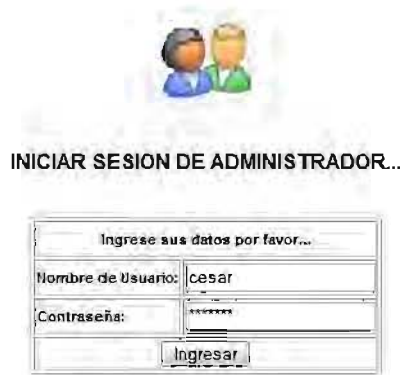 INICIAR SESION DE ADMINISTRADOR...
Ingrese sus datos por favor...
Nombre de Usuario: cesar
Contraseña: *******
Ingresar